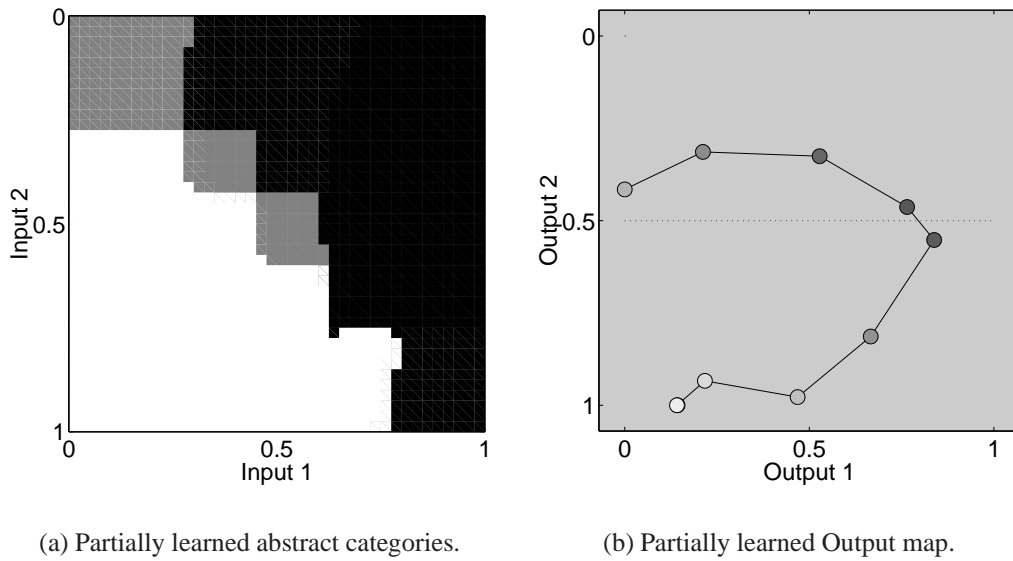 0
0.5
1
Input 2
0
0.5
1
Input 1
0
0.5
1
Output 2
0
0.5
1
Output 1
(a) Partially learned abstract categories.
(b) Partially learned Output map.